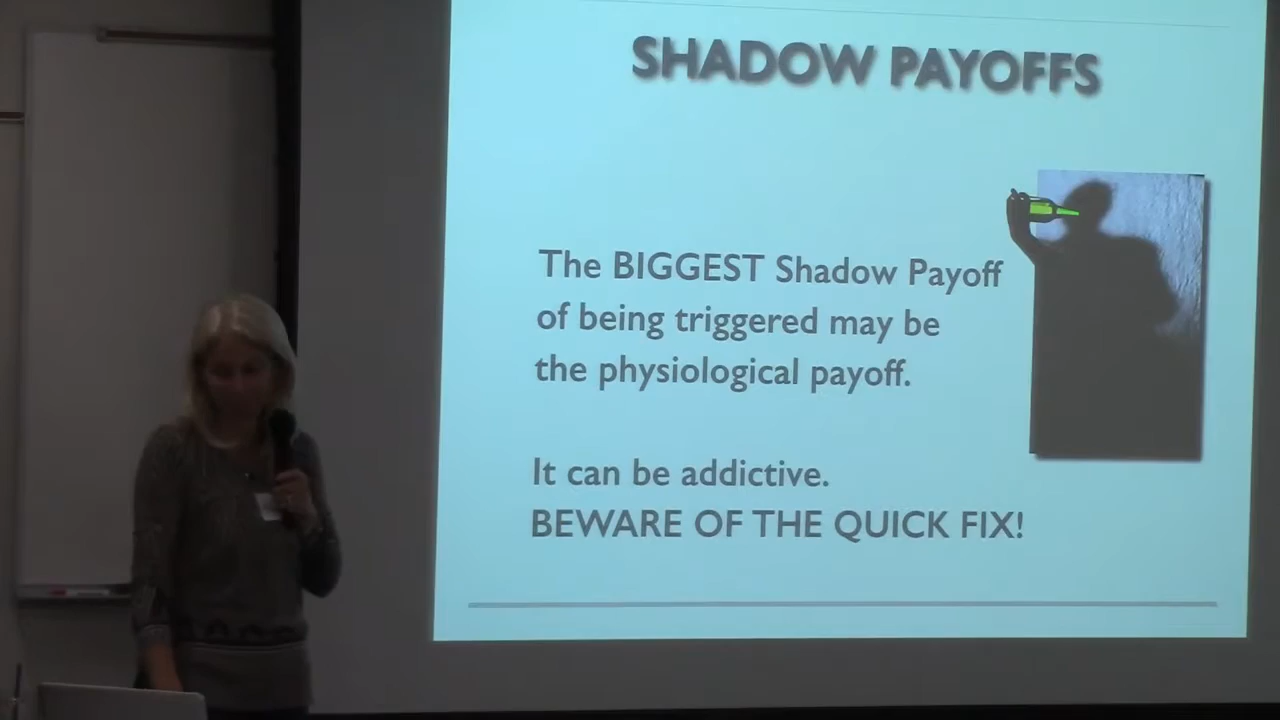 SHADOW PAYOFFS
The BIGGEST Shadow Payoff
of being triggered may be
the physiological payoff.
It can be addictive.
BEWARE OF THE QUICK FIX!